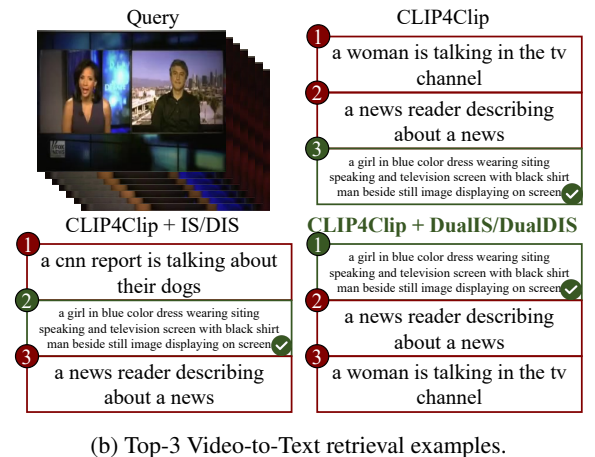 Query
FOX
NEWS
CLIP4Clip
1
a woman is talking in the tv
channel
2
a news reader describing
about a news
3
a girl in blue color dress wearing siting
speaking and television screen with black shirt
man beside still image displaying on screen
CLIP4Clip + IS/DIS
1
a cnn report is talking about
their dogs
2
a girl in blue color dress wearing siting
speaking and television screen with black shirt
man beside still image displaying on screen
3
a news reader describing
about a news
CLIP4Clip + DualIS/DualDIS
1
a girl in blue color dress wearing siting
speaking and television screen with black shirt
man beside still image displaying on screen
2
a news reader describing
about a news
3
a woman is talking in the tv
channel
(b) Top-3 Video-to-Text retrieval examples.